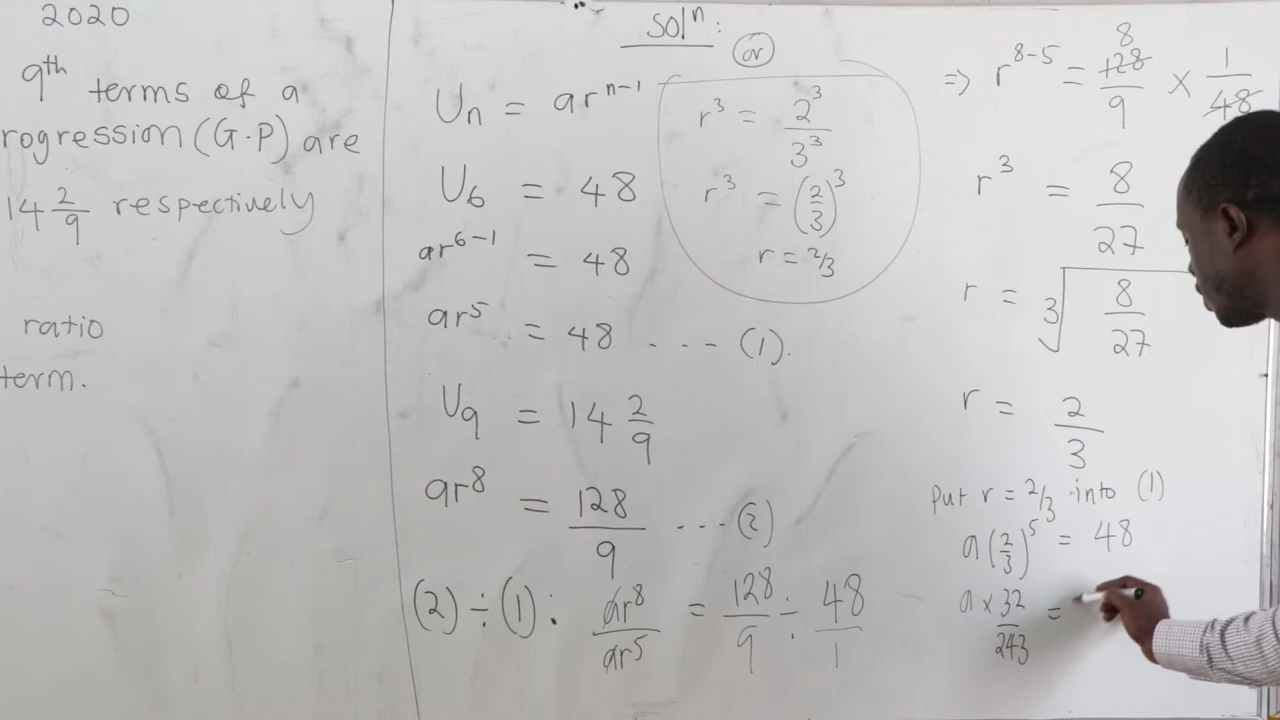 2020
9th terms of a
rogression (G.P) are
14 2/9 respectively
ratio
term.
Soln:
Un = ar^n-1
U6 = 48
ar^6-1 = 48
ar^5 = 48 ---- (1).
U9 = 14 2/9
ar^8 = 128/9 ---- (2)
(2) ÷ (1): ar^8/ar^5 = 128/9 ÷ 48/1
or
r^3 = 2^3/3^3
r^3 = (2/3)^3
r = 2/3
=> r^8-5 = 8 128/9 × 1/48
r^3 = 8/27
r = 3√8/27
r = 2/3
Put r = 2/3 into (1)
a(2/3)^5 = 48
a × 32/243 =